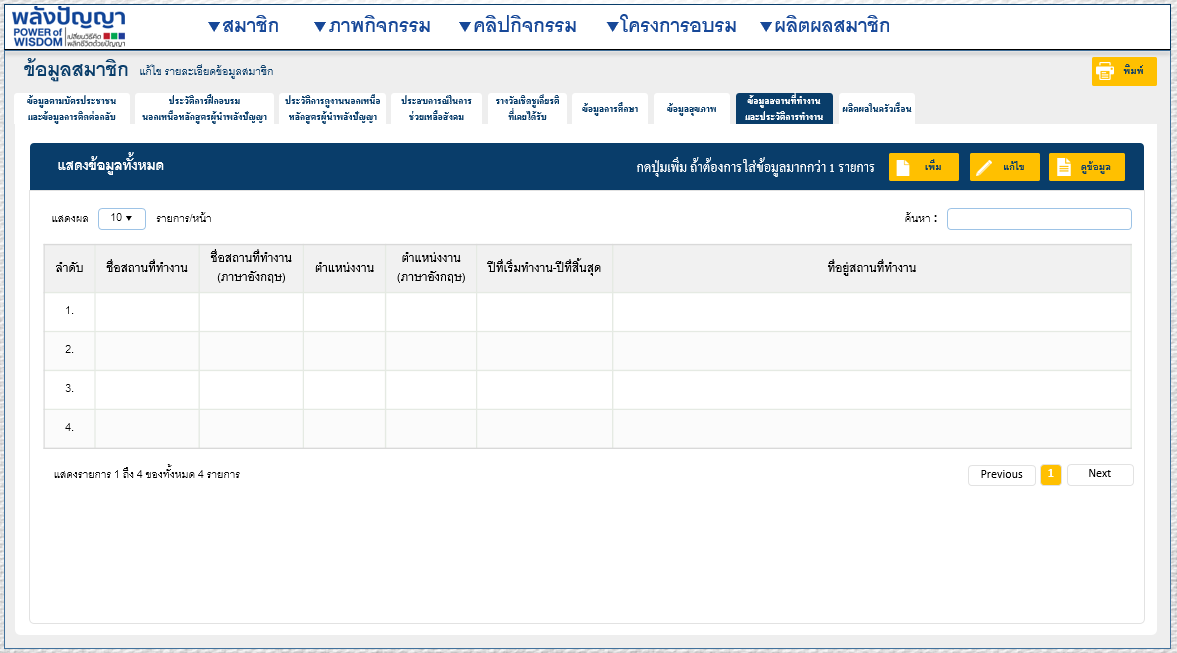 พลังปัญญา
POWER of
WISDOM เปลี่ยนวิธีคิด
พลิกชีวิตด้วยปัญญา
▼สมาชิก ▼ภาพกิจกรรม ▼คลิปกิจกรรม ▼โครงการอบรม ▼ผลิตผลสมาชิก
ข้อมูลสมาชิก แก้ไข รายละเอียดข้อมูลสมาชิก
พิมพ์
ข้อมูลตามบัตรประชาชน
และข้อมูลการติดต่อกลับ
ประวัติการฝึกอบรม
นอกเหนือหลักสูตรผู้นำพลังปัญญา
ประวัติการดูงานนอกเหนือ
หลักสูตรผู้นำพลังปัญญา
ประสบการณ์ในการ
ช่วยเหลือสังคม
รางวัลเชิดชูเกียรติ
ที่เคยได้รับ
ข้อมูลการศึกษา
ข้อมูลสุขภาพ
ข้อมูลสถานที่ทำงาน
และประวัติการทำงาน
ผลิตผลในครัวเรือน
แสดงข้อมูลทั้งหมด
กดปุ่มเพิ่ม ถ้าต้องการใส่ข้อมูลมากกว่า 1 รายการ
เพิ่ม
แก้ไข
ดูข้อมูล
แสดงผล 10 ▼ รายการ/หน้า
ค้นหา :
ลำดับ
ชื่อสถานที่ทำงาน
ชื่อสถานที่ทำงาน
(ภาษาอังกฤษ)
ตำแหน่งงาน
ตำแหน่งงาน
(ภาษาอังกฤษ)
ปีที่เริ่มทำงาน-ปีที่สิ้นสุด
ที่อยู่สถานที่ทำงาน
1.
2.
3.
4.
แสดงรายการ 1 ถึง 4 ของทั้งหมด 4 รายการ
Previous 1 Next